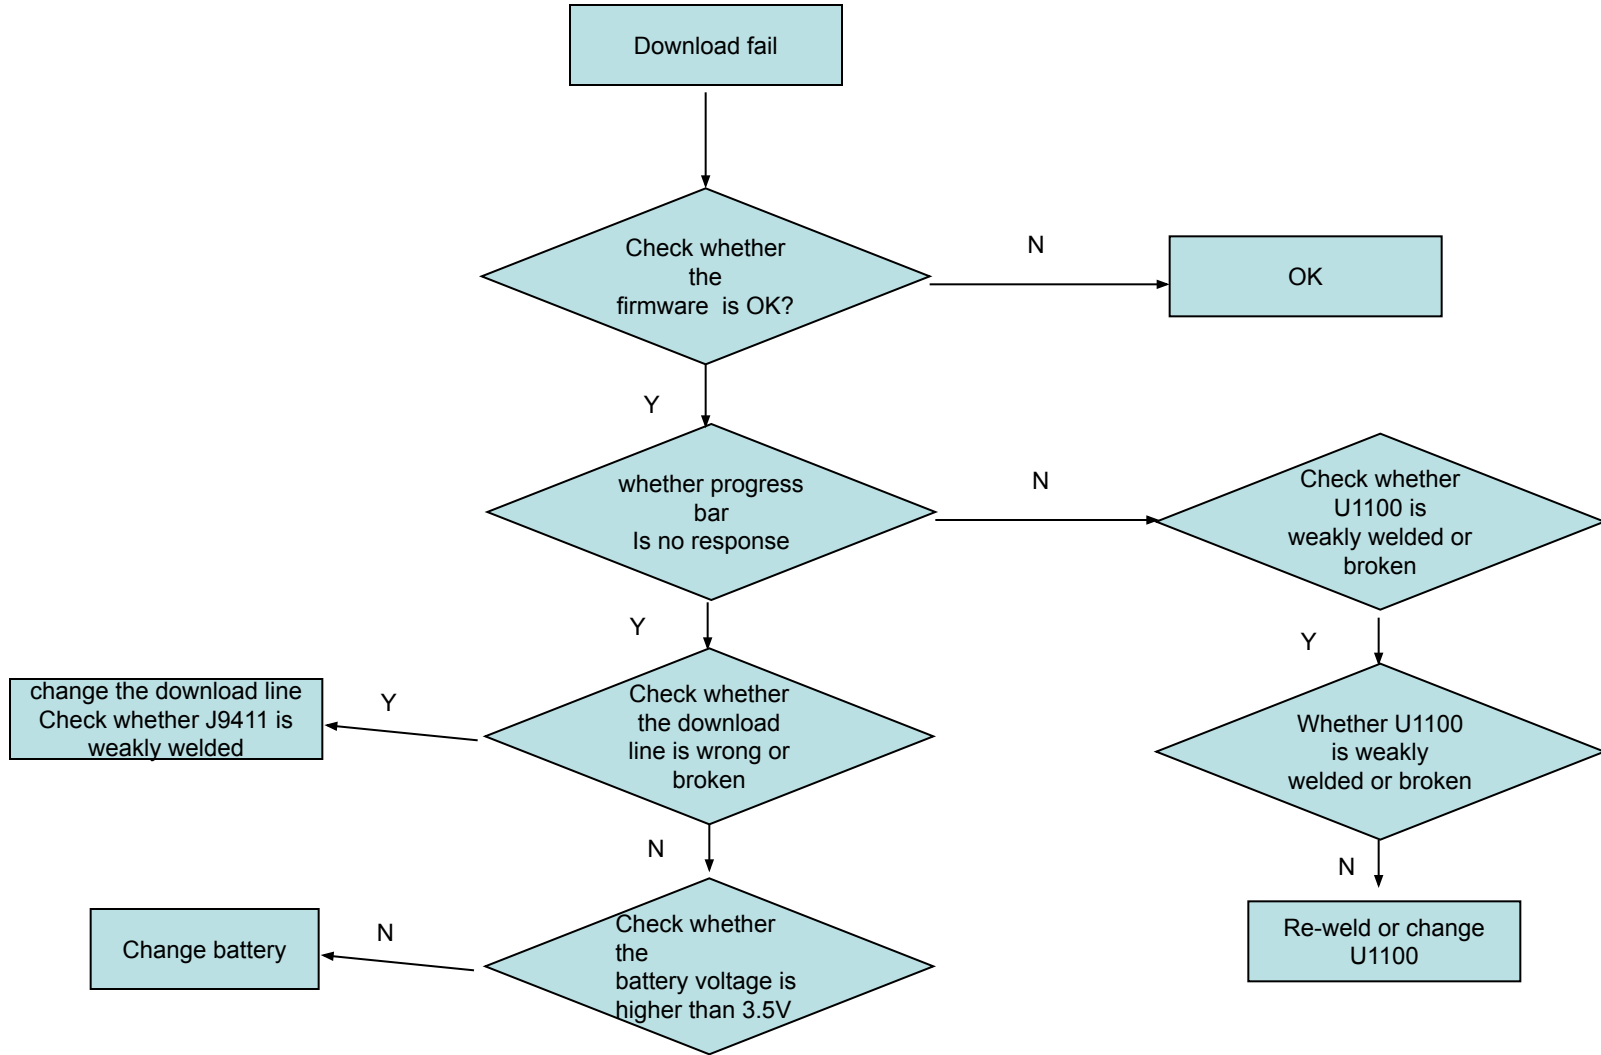 Download fail
Check whether
the
firmware  is OK?
N
OK
Y
whether progress
bar
Is no response
N
Check whether
U1100 is
weakly welded or
broken
Y
Y
change the download line
Check whether J9411 is
weakly welded
Y
Check whether
the download
line is wrong or
broken
Whether U1100
is weakly
welded or broken
N
N
Change battery
N
Check whether
the
battery voltage is
higher than 3.5V
Re-weld or change
U1100